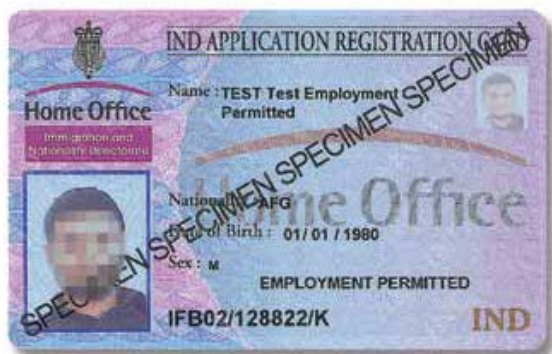 IND APPLICATION REGISTRATION CARD
Name : TEST Test Employment
Permitted
Home Office
Immigration and
Nationality Directorate
SPECIMEN SPECIMEN SPECIMEN SPECIMEN
Home Office
Nationality AFG
Date of Birth : 01/01/1980
Sex : M
EMPLOYMENT PERMITTED
IFB02/128822/K
IND